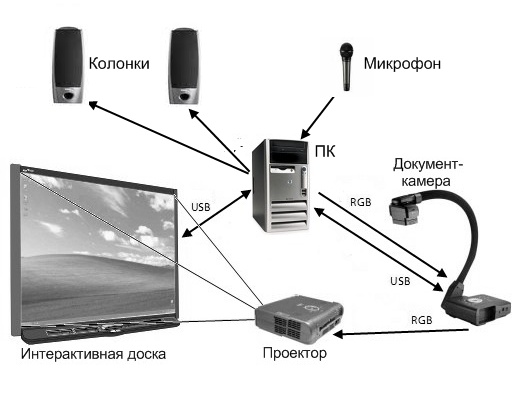 Колонки
Микрофон
ПК
Документ-
камера
USB
RGB
USB
RGB
Интерактивная доска
Проектор